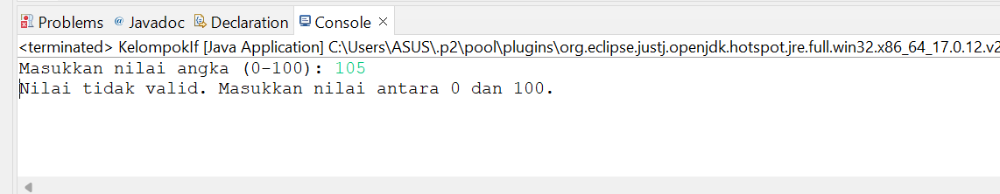 Problems @ Javadoc Declaration Console ×
<terminated> KelompokIf [Java Application] C:\Users\ASUS\.p2\pool\plugins\org.eclipse.justj.openjdk.hotspot.jre.full.win32.x86_64_17.0.12.v2
Masukkan nilai angka (0-100): 105
Nilai tidak valid. Masukkan nilai antara 0 dan 100.